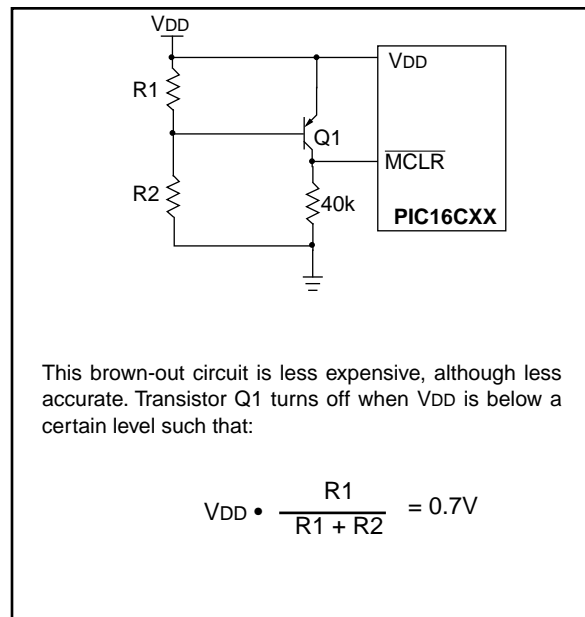 VDD
VDD
R1
Q1
MCLR
R2
40k
PIC16CXX
This brown-out circuit is less expensive, although less
accurate. Transistor Q1 turns off when VDD is below a
certain level such that:
VDD • R1 / R1 + R2 = 0.7V